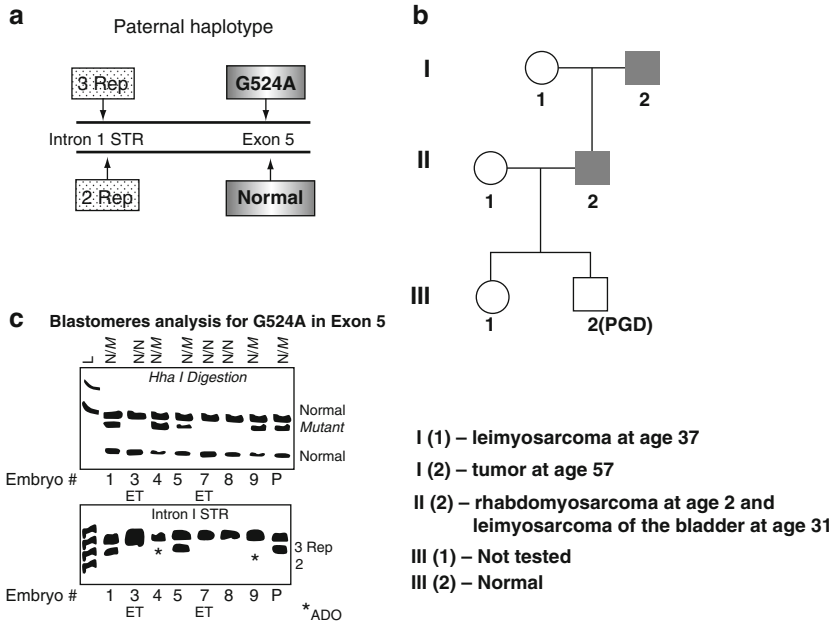 a
Paternal haplotype
3 Rep
G524A
Intron 1 STR
Exon 5
2 Rep
Normal
b
I
1
2
II
1
2
III
1
2(PGD)
c
Blastomeres analysis for G524A in Exon 5
L N/M N/N N/M N/M N/N N/N N/M N/M
Hha I Digestion
Normal
Mutant
Normal
Embryo # 1 3 4 5 7 8 9 P
ET ET
Intron I STR
3 Rep
2
* *
Embryo # 1 3 4 5 7 8 9 P
ET ET
*ADO
I (1) – leimyosarcoma at age 37
I (2) – tumor at age 57
II (2) – rhabdomyosarcoma at age 2 and
leimyosarcoma of the bladder at age 31
III (1) – Not tested
III (2) – Normal